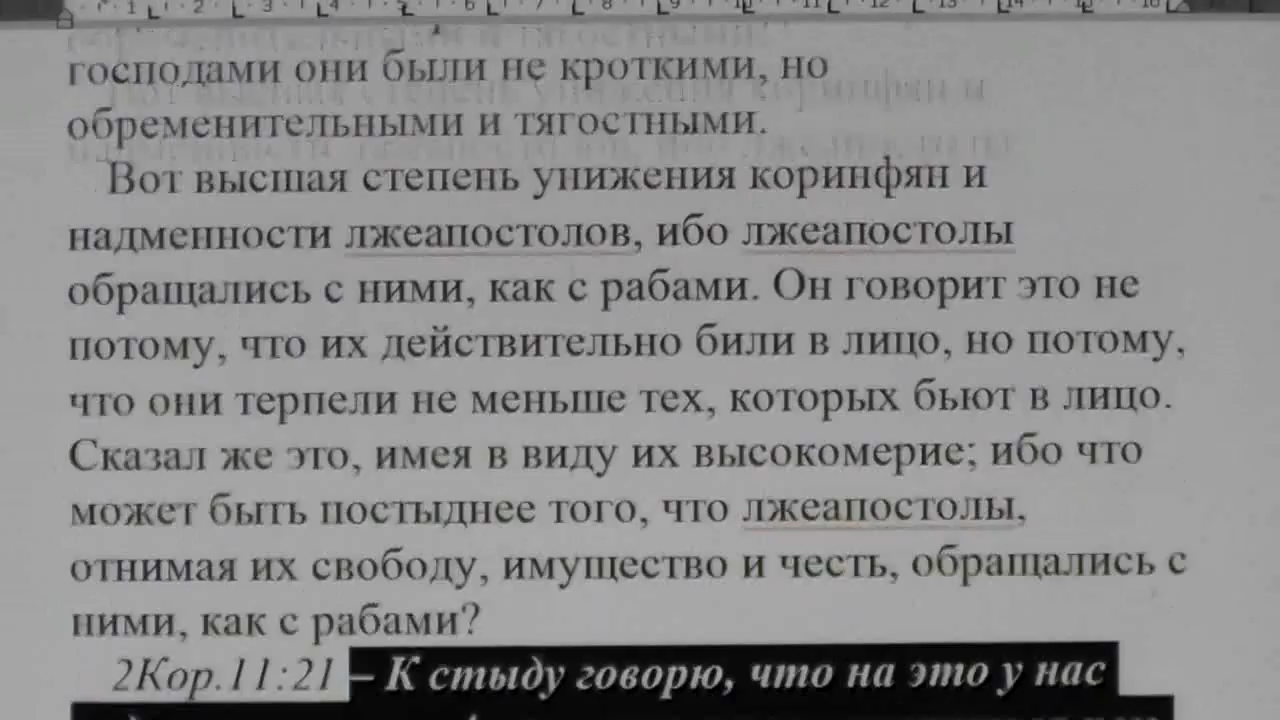 господами они были не кроткими, но
обременительными и тягостными.
Вот высшая степень унижения коринфян и
надменности лжеапостолов, ибо лжеапостолы
обращались с ними, как с рабами. Он говорит это не
потому, что их действительно били в лицо, но потому,
что они терпели не меньше тех, которых бьют в лицо.
Сказал же это, имея в виду их высокомерие; ибо что
может быть постыднее того, что лжеапостолы,
отнимая их свободу, имущество и честь, обращались с
ними, как с рабами?
2Кор.11:21 – К стыду говорю, что на это у нас